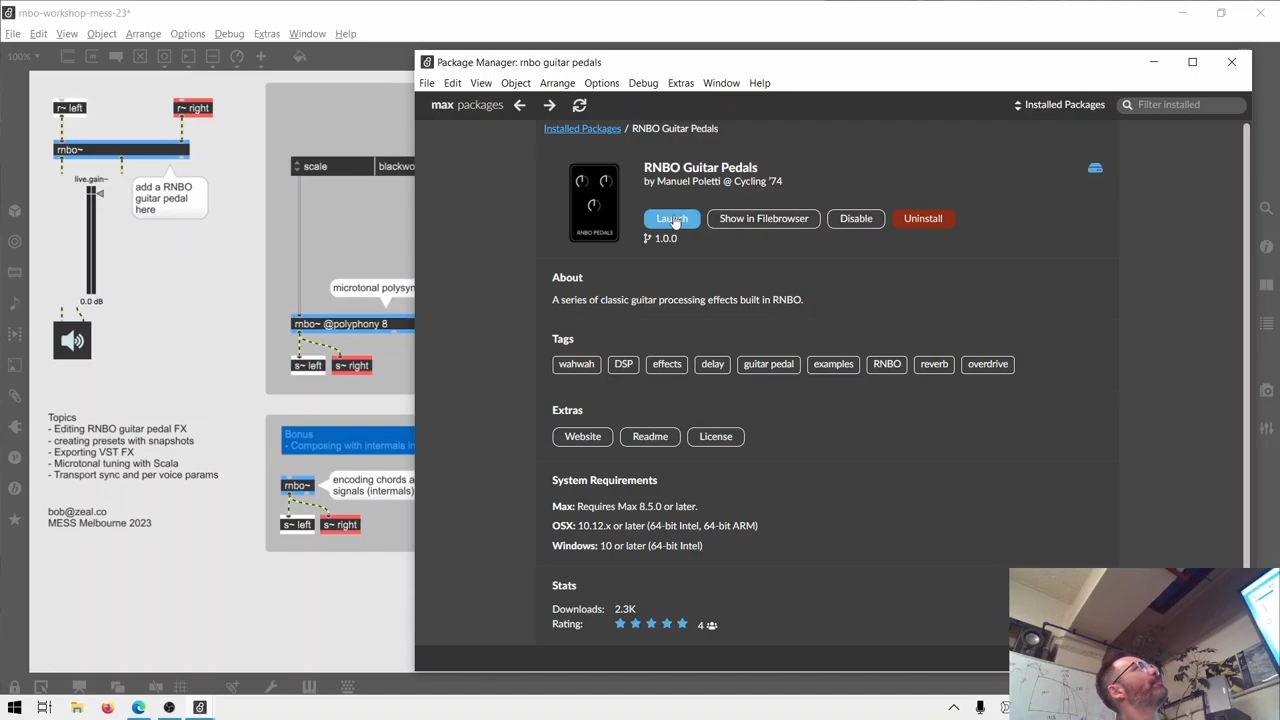 rnbo-workshop-mess-23*
File Edit View Object Arrange Options Debug Extras Window Help
100%
r~ left
r~ right
rnbo~
live.gain~
add a RNBO
guitar pedal
here
0.0 dB
Topics
- Editing RNBO guitar pedal FX
- creating presets with snapshots
- Exporting VST FX
- Microtonal tuning with Scala
- Transport sync and per voice params
bob@zeal.co
MESS Melbourne 2023
scale
blackwo
microtonal polysyn
rnbo~ @polyphony 8
s~ left
s~ right
Bonus
- Composing with intermals in
rnbo~
encoding chords a
signals (intermals)
s~ left
s~ right
Package Manager: rnbo guitar pedals
File Edit View Object Arrange Options Debug Extras Window Help
max packages
Installed Packages
Filter installed
Installed Packages / RNBO Guitar Pedals
RNBO PEDALS
RNBO Guitar Pedals
by Manuel Poletti @ Cycling '74
Launch
Show in Filebrowser
Disable
Uninstall
1.0.0
About
A series of classic guitar processing effects built in RNBO.
Tags
wahwah DSP effects delay guitar pedal examples RNBO reverb overdrive
Extras
Website Readme License
System Requirements
Max: Requires Max 8.5.0 or later.
OSX: 10.12.x or later (64-bit Intel, 64-bit ARM)
Windows: 10 or later (64-bit Intel)
Stats
Downloads: 2.3K
Rating: 4